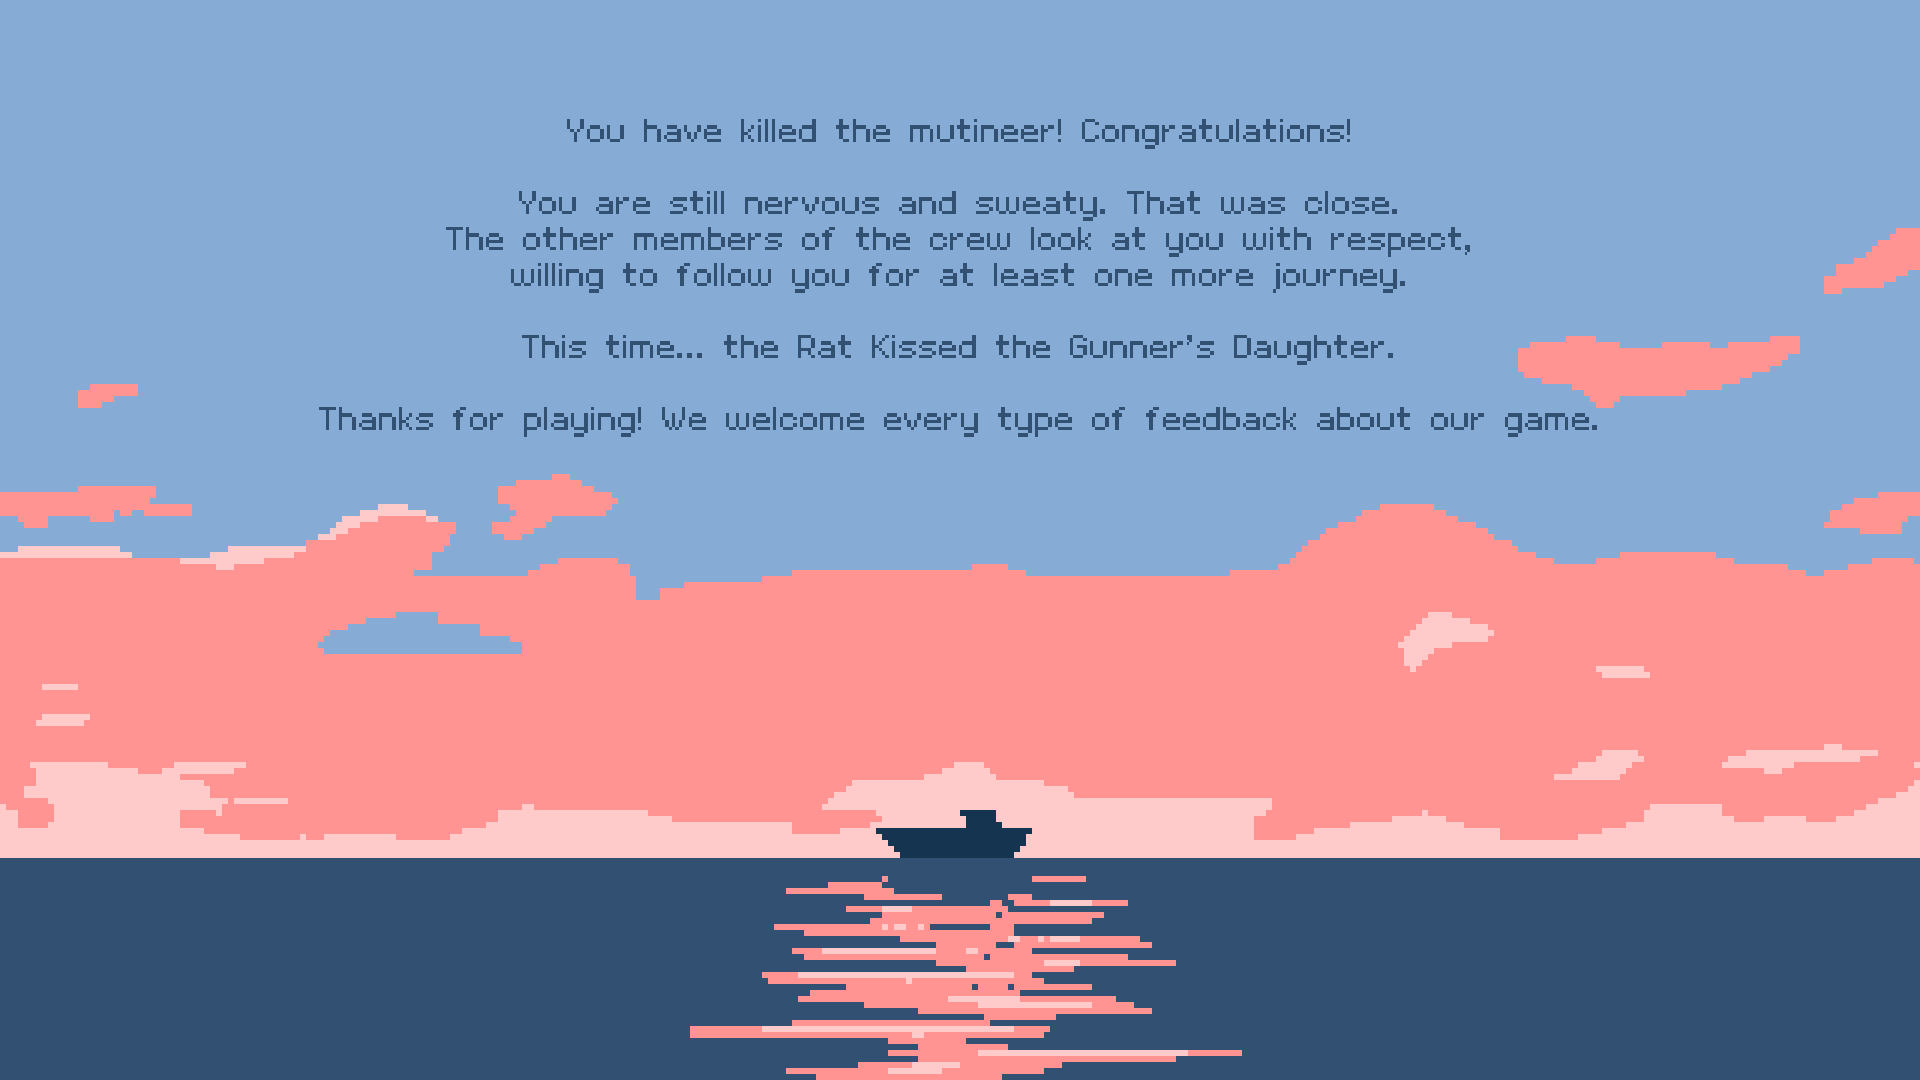 You have killed the mutineer! Congratulations!
You are still nervous and sweaty. That was close.
The other members of the crew look at you with respect,
willing to follow you for at least one more journey.
This time... the Rat Kissed the Gunner's Daughter.
Thanks for playing! We welcome every type of feedback about our game.